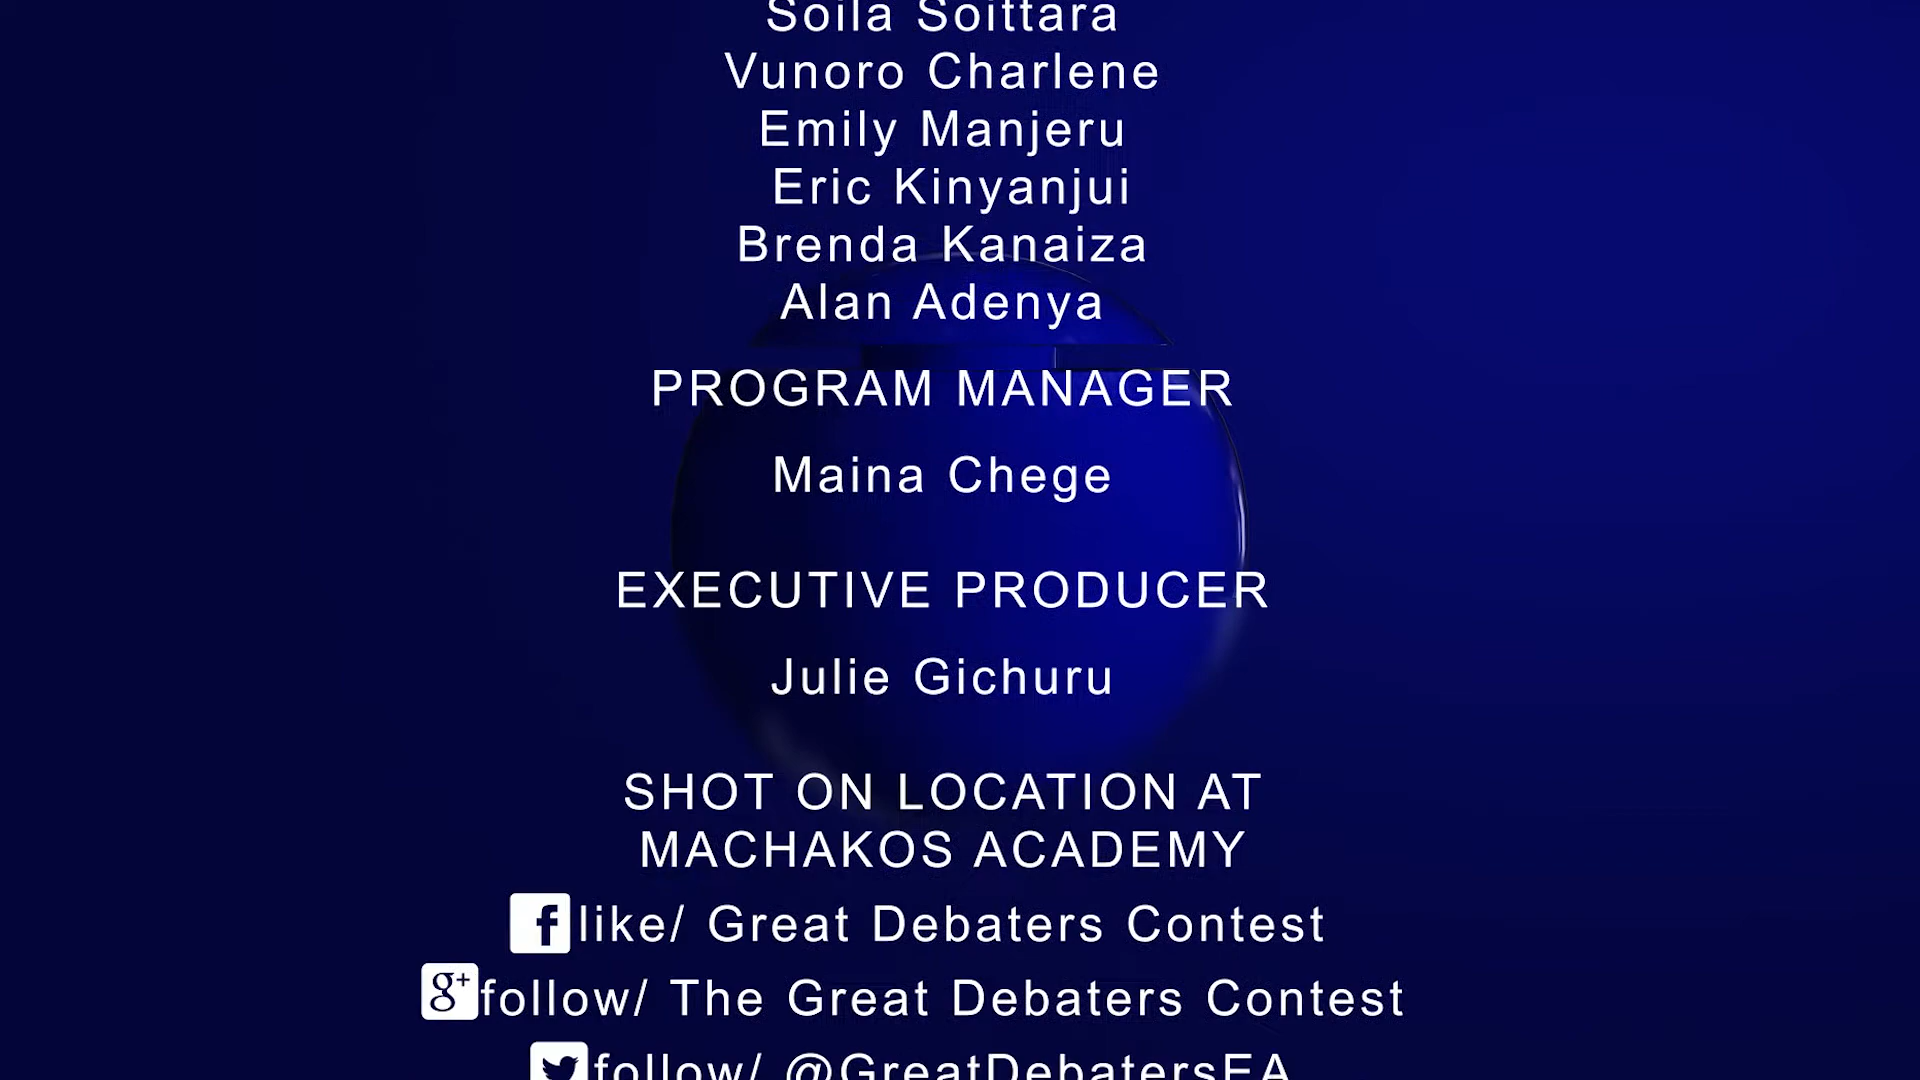 Soila Soittara
Vunoro Charlene
Emily Manjeru
Eric Kinyanjui
Brenda Kanaiza
Alan Adenya
PROGRAM MANAGER
Maina Chege
EXECUTIVE PRODUCER
Julie Gichuru
SHOT ON LOCATION AT
MACHAKOS ACADEMY
f like/ Great Debaters Contest
g+ follow/ The Great Debaters Contest
follow/ @GreatDebatersEA